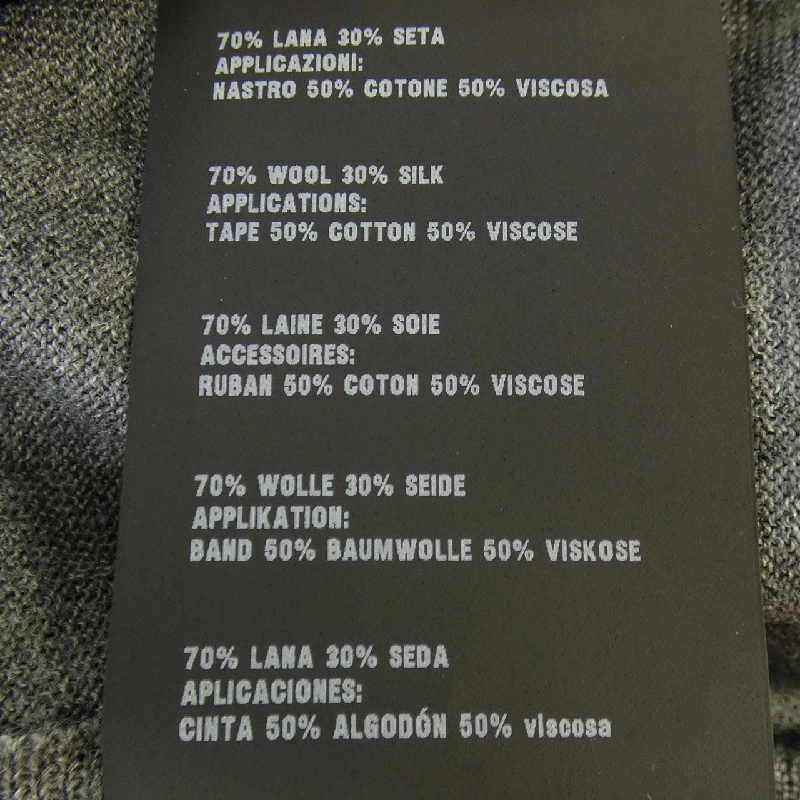 70% LANA 30% SETA
APPLICAZIONI:
NASTRO 50% COTONE 50% VISCOSA
70% WOOL 30% SILK
APPLICATIONS:
TAPE 50% COTTON 50% VISCOSE
70% LAINE 30% SOIE
ACCESSOIRES:
RUBAN 50% COTON 50% VISCOSE
70% WOLLE 30% SEIDE
APPLIKATION:
BAND 50% BAUMWOLLE 50% VISKOSE
70% LANA 30% SEDA
APLICACIONES:
CINTA 50% ALGODÓN 50% viscosa